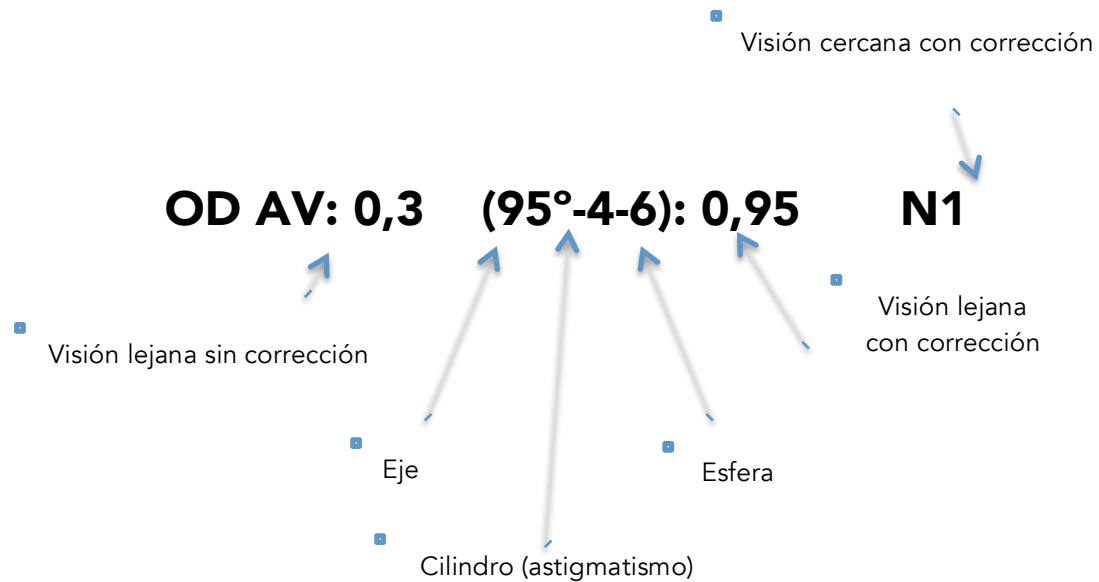 Visión cercana con corrección
OD AV: 0,3 (95º-4-6): 0,95 N1
Visión lejana
con corrección
Visión lejana sin corrección
Eje
Esfera
Cilindro (astigmatismo)